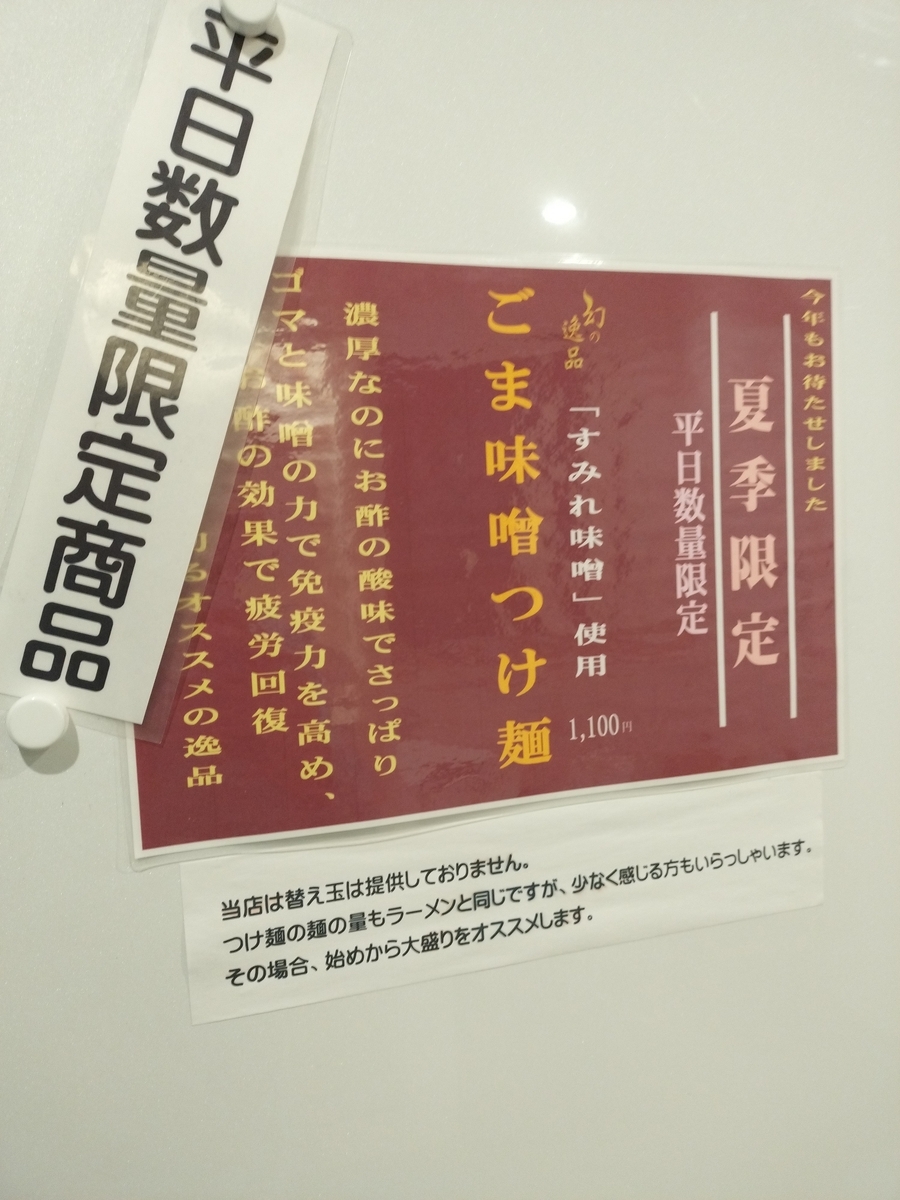 平日数量限定商品
今年もお待たせしました
夏季限定
平日数量限定
幻の
逸品
「すみれ味噌」使用
1,100円
ごま味噌つけ麺
濃厚なのにお酢の酸味でさっぱり
ゴマと味噌の力で免疫力を高め、
酢の効果で疲労回復
オススメの逸品
当店は替え玉は提供しておりません。
つけ麺の麺の量もラーメンと同じですが、少なく感じる方もいらっしゃいます。
その場合、始めから大盛りをオススメします。